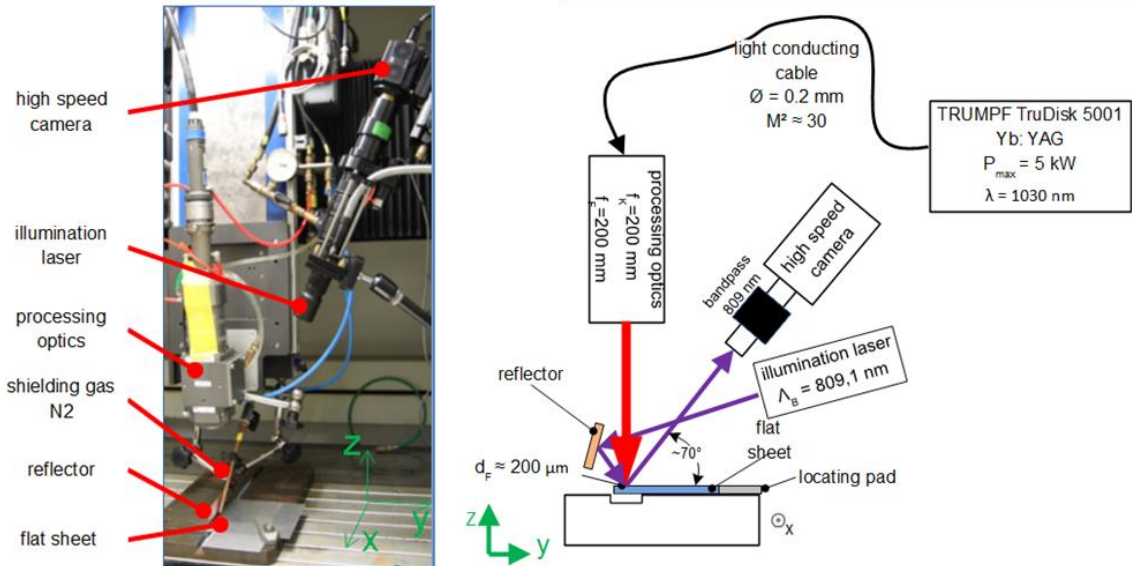 high speed
camera
illumination
laser
processing
optics
shielding gas
N2
reflector
flat sheet
z
y
x
light conducting
cable
Ø = 0.2 mm
M² ≈ 30
TRUMPF TruDisk 5001
Yb: YAG
Pmax = 5 kW
λ = 1030 nm
processing optics
fK=200 mm
fF=200 mm
high speed
camera
bandpass
809 nm
illumination laser
ΛB = 809,1 nm
reflector
flat
sheet
~70°
dF ≈ 200 µm
locating pad
z
y
x